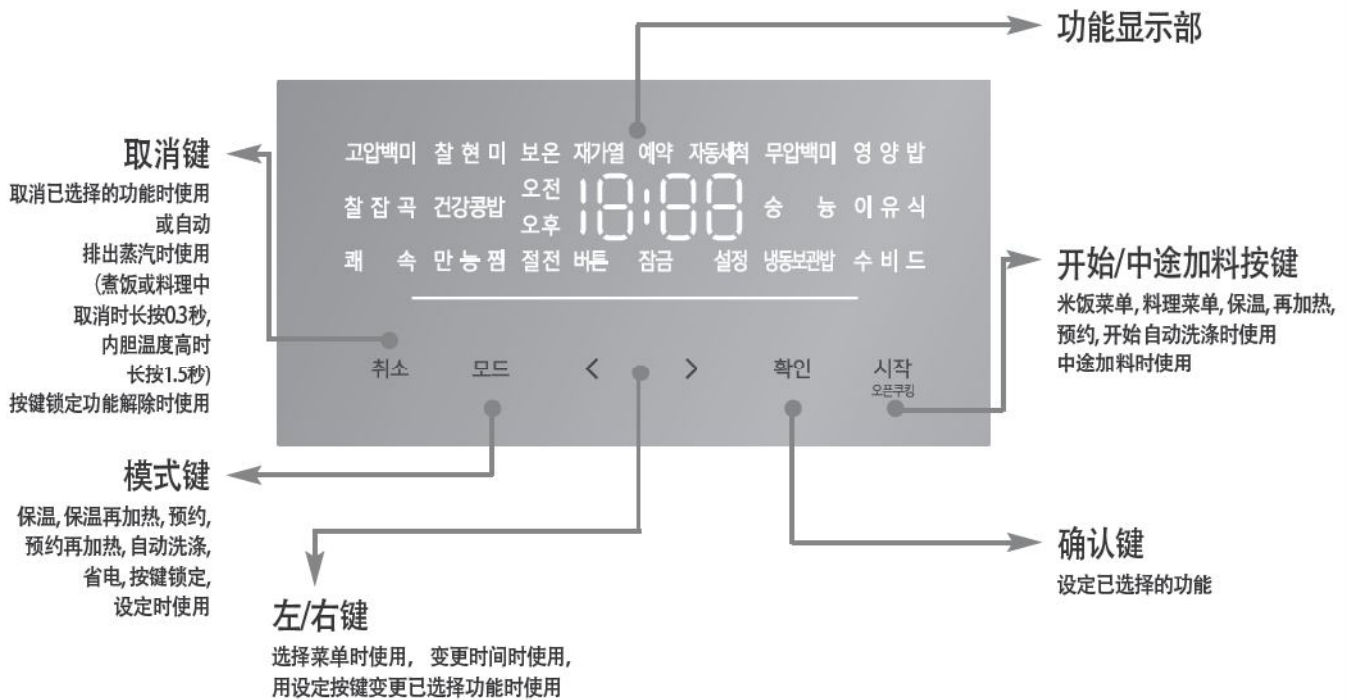 功能显示部
取消键
取消已选择的功能时使用
或自动
排出蒸汽时使用
(煮饭或料理中
取消时长按0.3秒,
内胆温度高时
长按1.5秒)
按键锁定功能解除时使用
고압백미 찰현미 보온 재가열 예약 자동세척 무압백미 영양밥
찰잡곡 건강콩밥 오전 18:88 숭늉 이유식
오후
쾌속 만능찜 절전 버튼 잠금 설정 냉동보관밥 수비드
취소 모드 < > 확인 시작
오픈쿠킹
开始/中途加料按键
米饭菜单, 料理菜单, 保温, 再加热,
预约, 开始自动洗涤时使用
中途加料时使用
模式键
保温, 保温再加热, 预约,
预约再加热, 自动洗涤,
省电, 按键锁定,
设定时使用
左/右键
选择菜单时使用, 变更时间时使用,
用设定按键变更已选择功能时使用
确认键
设定已选择的功能